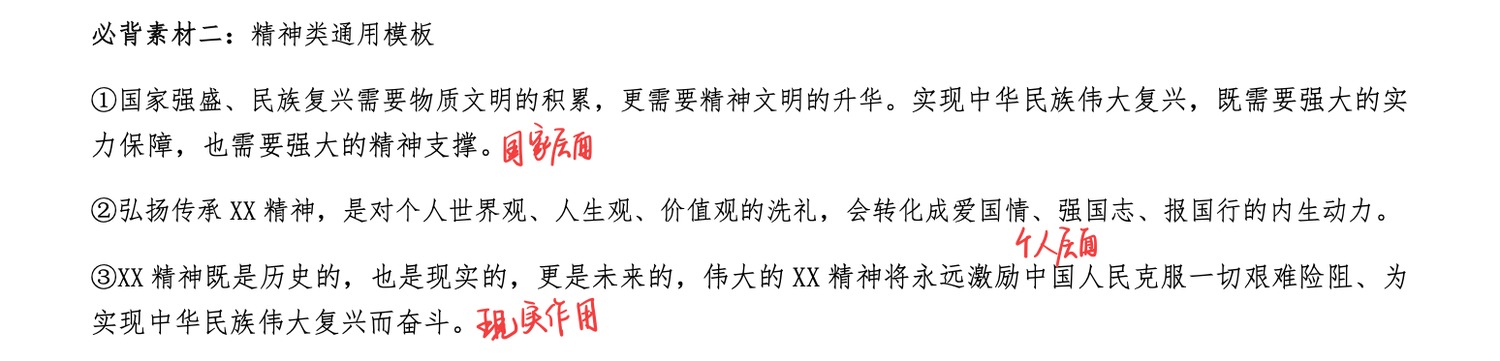 必背素材二：精神类通用模板
①国家强盛、民族复兴需要物质文明的积累，更需要精神文明的升华。实现中华民族伟大复兴，既需要强大的实
力保障，也需要强大的精神支撑。国家层面
②弘扬传承 XX 精神，是对个人世界观、人生观、价值观的洗礼，会转化成爱国情、强国志、报国行的内生动力。
个人层面
③XX 精神既是历史的，也是现实的，更是未来的，伟大的 XX 精神将永远激励中国人民克服一切艰难险阻、为
实现中华民族伟大复兴而奋斗。现实作用